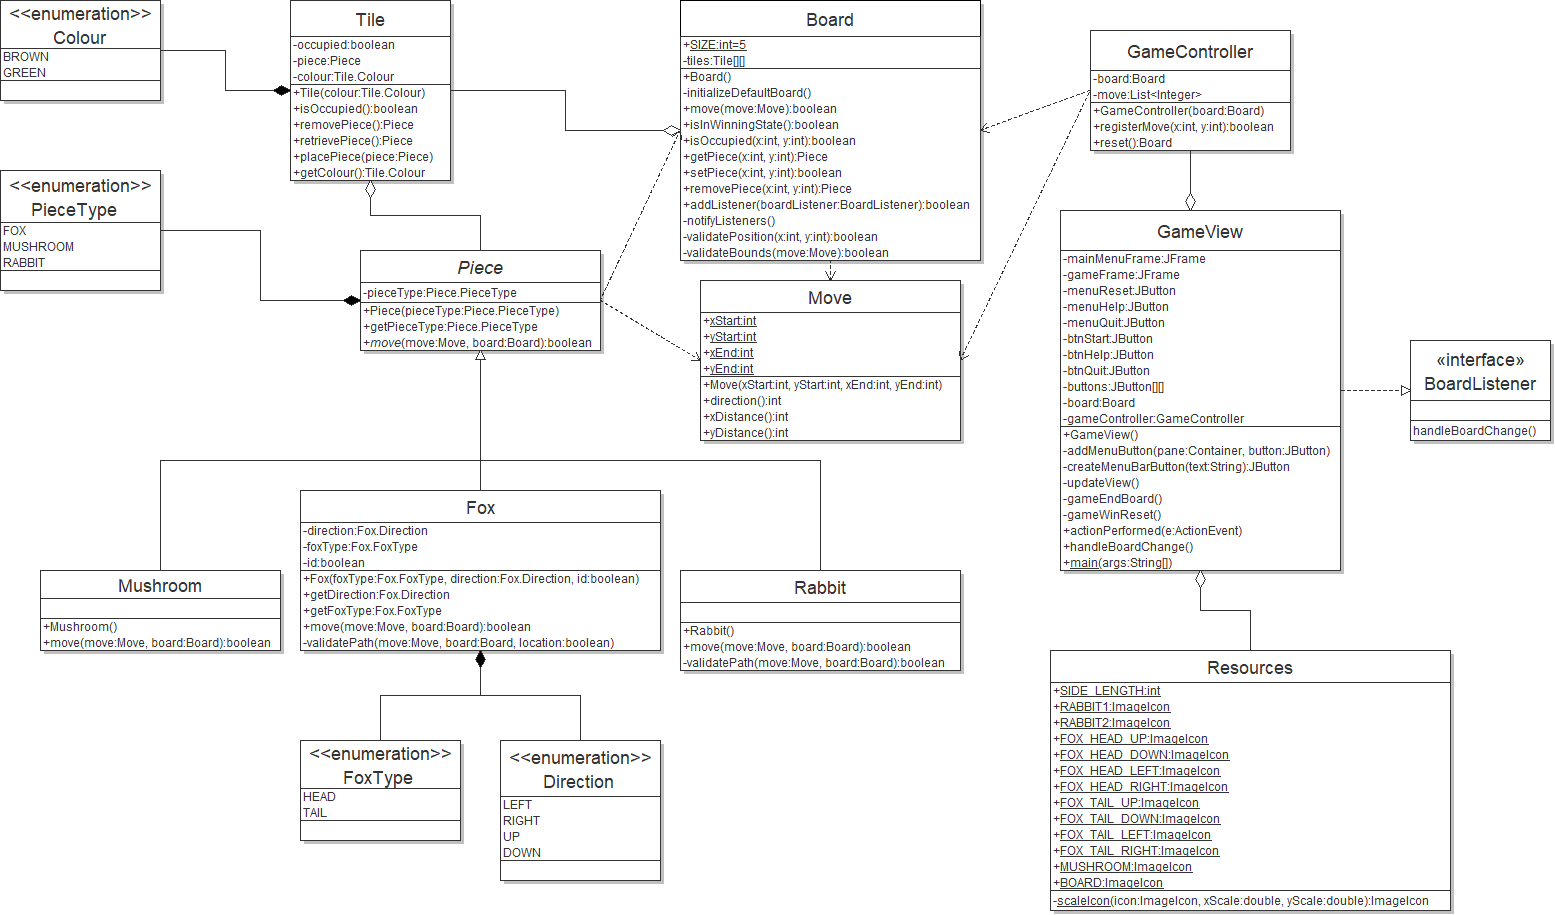 <<enumeration>>
Colour
BROWN
GREEN
Tile
-occupied:boolean
-piece:Piece
-colour:Tile.Colour
+Tile(colour:Tile.Colour)
+isOccupied():boolean
+removePiece():Piece
+retrievePiece():Piece
+placePiece(piece:Piece)
+getColour():Tile.Colour
Board
+SIZE:int=5
-tiles:Tile[][]
+Board()
-initializeDefaultBoard()
+move(move:Move):boolean
+isInWinningState():boolean
+isOccupied(x:int, y:int):boolean
+getPiece(x:int, y:int):Piece
+setPiece(x:int, y:int):boolean
+removePiece(x:int, y:int):Piece
+addListener(boardListener:BoardListener):boolean
-notifyListeners()
-validatePosition(x:int, y:int):boolean
-validateBounds(move:Move):boolean
GameController
-board:Board
-move:List<Integer>
+GameController(board:Board)
+registerMove(x:int, y:int):boolean
+reset():Board
<<enumeration>>
PieceType
FOX
MUSHROOM
RABBIT
Piece
-pieceType:Piece.PieceType
+Piece(pieceType:Piece.PieceType)
+getPieceType:Piece.PieceType
+move(move:Move, board:Board):boolean
Move
+xStart:int
+yStart:int
+xEnd:int
+yEnd:int
+Move(xStart:int, yStart:int, xEnd:int, yEnd:int)
+direction():int
+xDistance():int
+yDistance():int
GameView
-mainMenuFrame:JFrame
-gameFrame:JFrame
-menuReset:JButton
-menuHelp:JButton
-menuQuit:JButton
-btnStart:JButton
-btnHelp:JButton
-btnQuit:JButton
-buttons:JButton[][]
-board:Board
-gameController:GameController
+GameView()
-addMenuButton(pane:Container, button:JButton)
-createMenuBarButton(text:String):JButton
-updateView()
-gameEndBoard()
-gameWinReset()
+actionPerformed(e:ActionEvent)
+handleBoardChange()
+main(args:String[])
«interface»
BoardListener
handleBoardChange()
Mushroom
+Mushroom()
+move(move:Move, board:Board):boolean
Fox
-direction:Fox.Direction
-foxType:Fox.FoxType
-id:boolean
+Fox(foxType:Fox.FoxType, direction:Fox.Direction, id:boolean)
+getDirection:Fox.Direction
+getFoxType:Fox.FoxType
+move(move:Move, board:Board):boolean
-validatePath(move:Move, board:Board, location:boolean)
Rabbit
+Rabbit()
+move(move:Move, board:Board):boolean
-validatePath(move:Move, board:Board):boolean
<<enumeration>>
FoxType
HEAD
TAIL
<<enumeration>>
Direction
LEFT
RIGHT
UP
DOWN
Resources
+SIDE_LENGTH:int
+RABBIT1:ImageIcon
+RABBIT2:ImageIcon
+FOX_HEAD_UP:ImageIcon
+FOX_HEAD_DOWN:ImageIcon
+FOX_HEAD_LEFT:ImageIcon
+FOX_HEAD_RIGHT:ImageIcon
+FOX_TAIL_UP:ImageIcon
+FOX_TAIL_DOWN:ImageIcon
+FOX_TAIL_LEFT:ImageIcon
+FOX_TAIL_RIGHT:ImageIcon
+MUSHROOM:ImageIcon
+BOARD:ImageIcon
-scaleIcon(icon:ImageIcon, xScale:double, yScale:double):ImageIcon